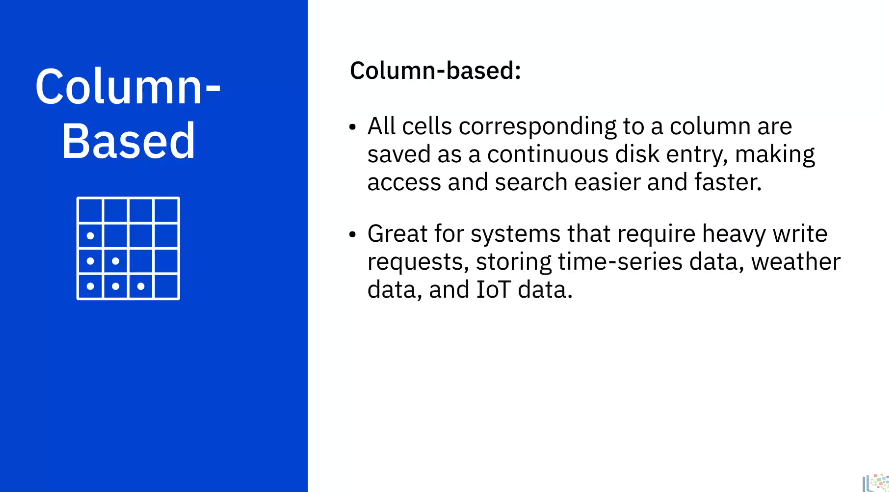 Column-
Based
Column-based:
• All cells corresponding to a column are
saved as a continuous disk entry, making
access and search easier and faster.
• Great for systems that require heavy write
requests, storing time-series data, weather
data, and IoT data.